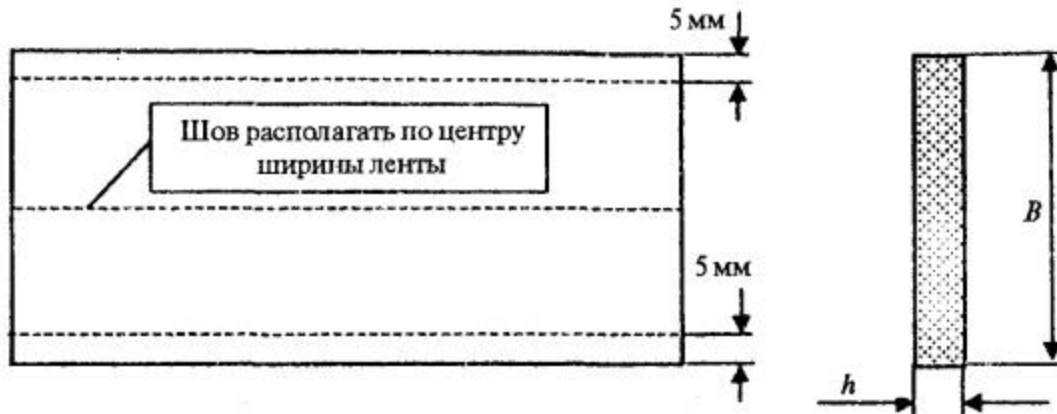 5 мм
Шов располагать по центру
ширины ленты
B
5 мм
h